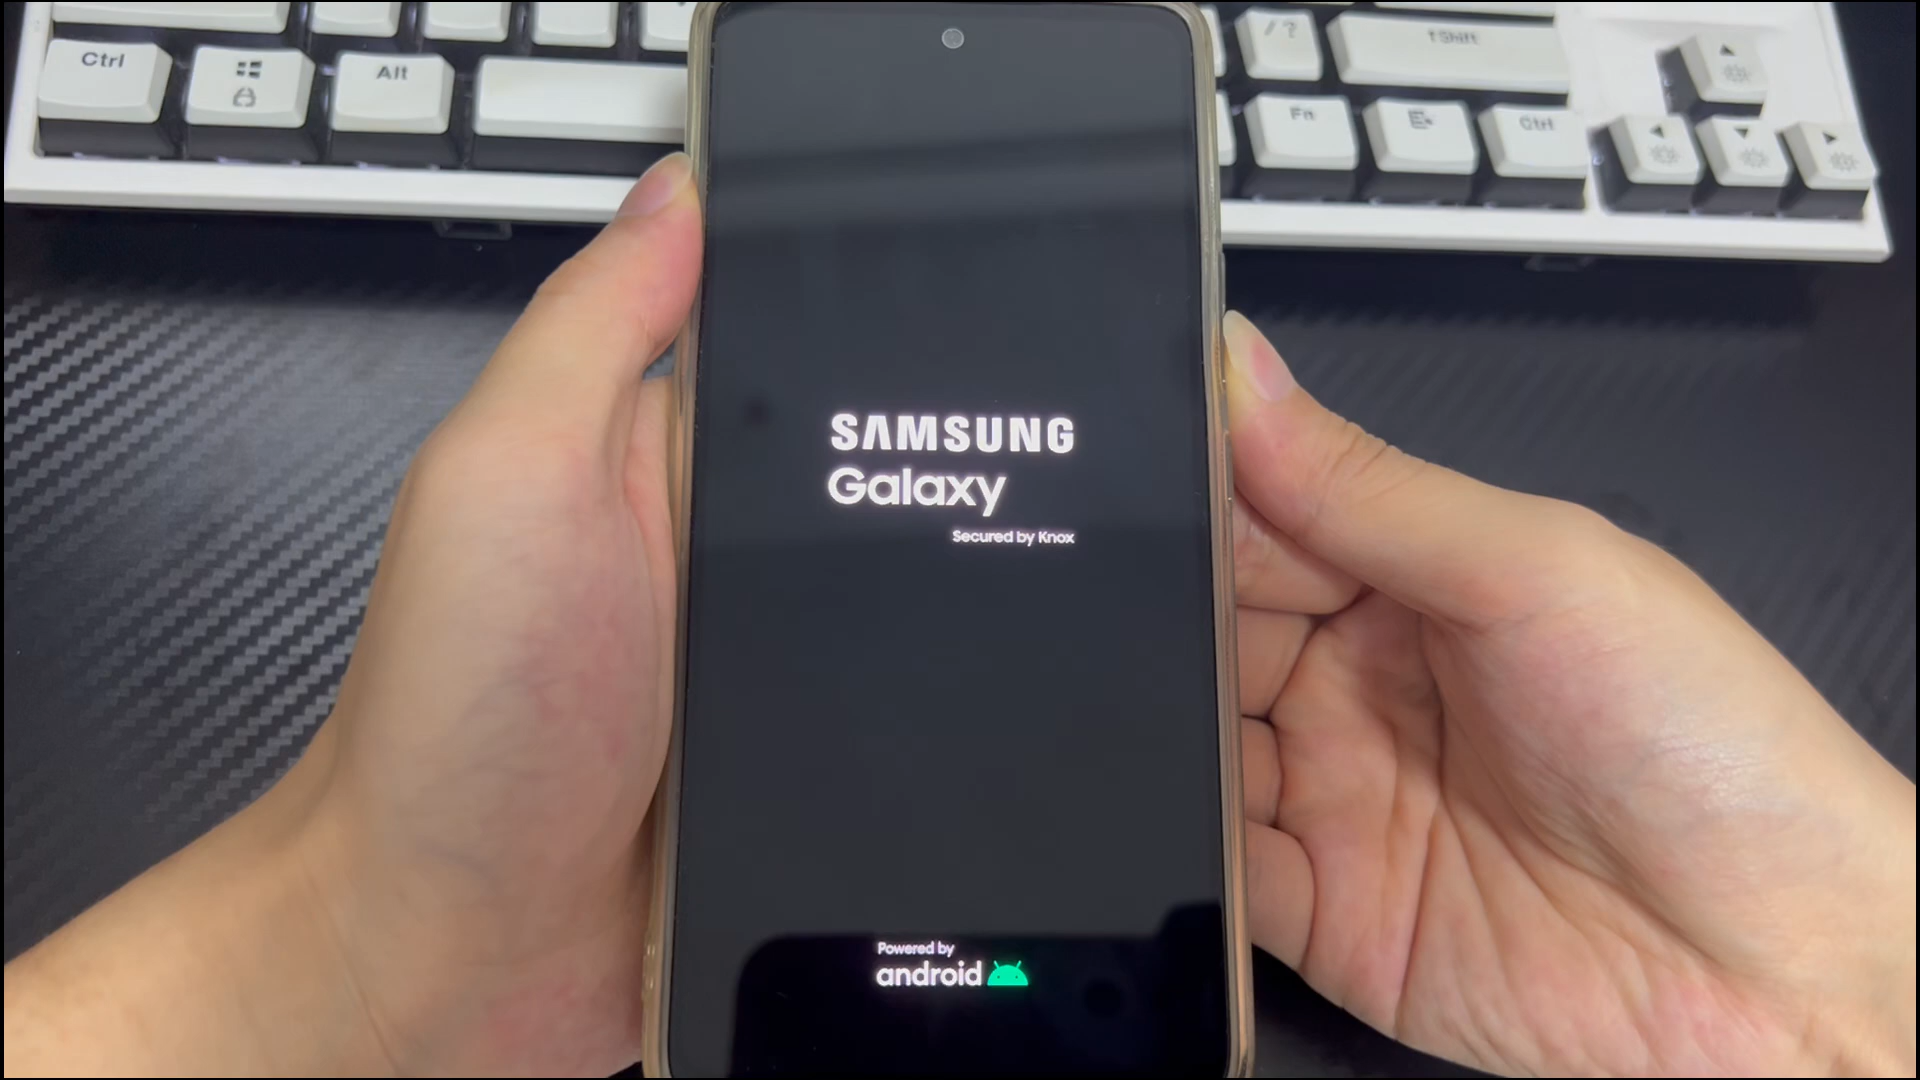 Ctrl
Alt
/ ?
⇧Shift
Fn
Ctrl
SAMSUNG
Galaxy
Secured by Knox
Powered by
android